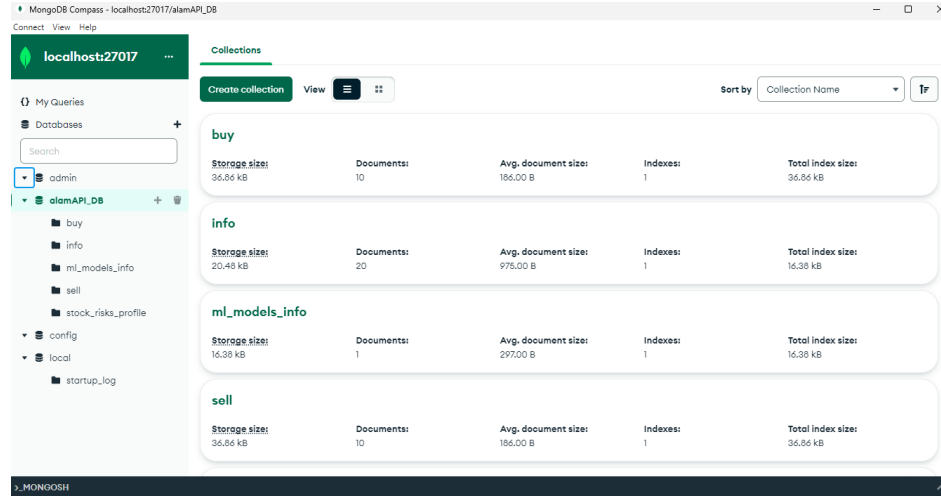 MongoDB Compass - localhost:27017/alamAPI_DB
Connect View Help
localhost:27017 ...
My Queries
Databases +
Search
admin
alamAPI_DB +
buy
info
ml_models_info
sell
stock_risks_profile
config
local
startup_log
Collections
Create collection View Sort by Collection Name
buy
Storage size: Documents: Avg. document size: Indexes: Total index size:
36.86 kB 10 186.00 B 1 36.86 kB
info
Storage size: Documents: Avg. document size: Indexes: Total index size:
20.48 kB 20 975.00 B 1 16.38 kB
ml_models_info
Storage size: Documents: Avg. document size: Indexes: Total index size:
16.38 kB 1 297.00 B 1 16.38 kB
sell
Storage size: Documents: Avg. document size: Indexes: Total index size:
36.86 kB 10 186.00 B 1 36.86 kB
>_MONGOSH